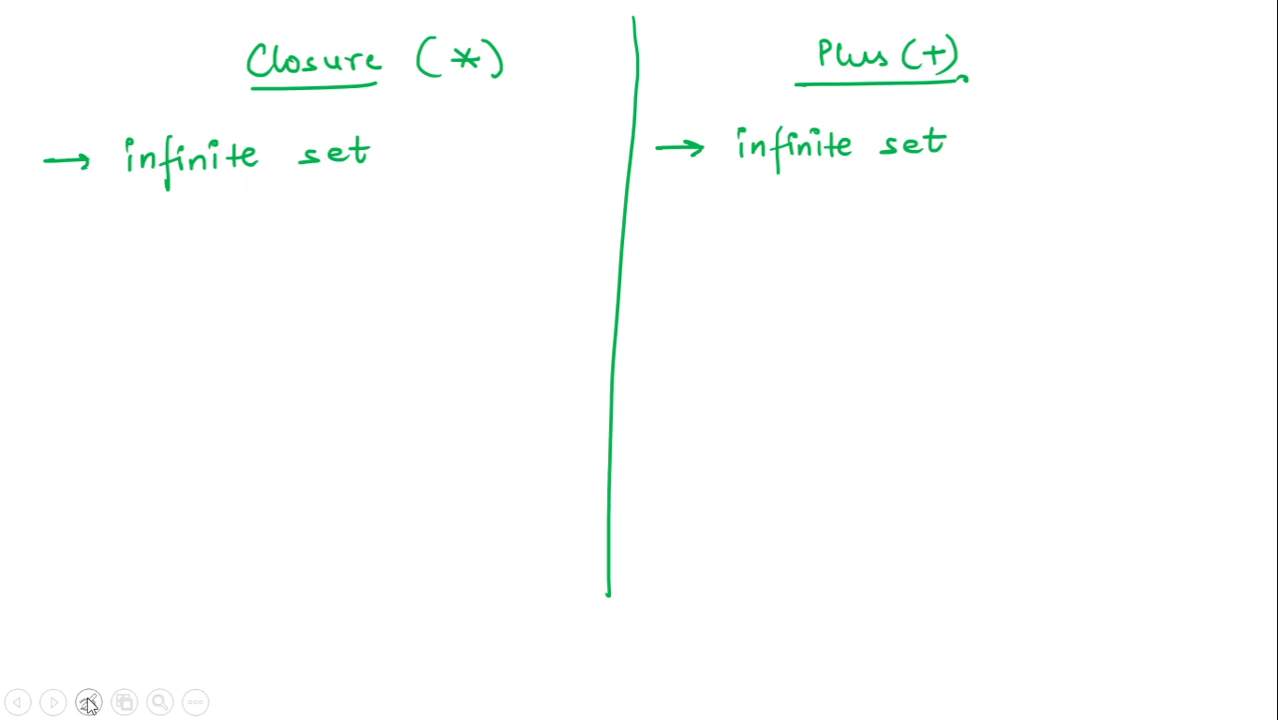 Closure (*)
→ infinite set
Plus (+)
→ infinite set